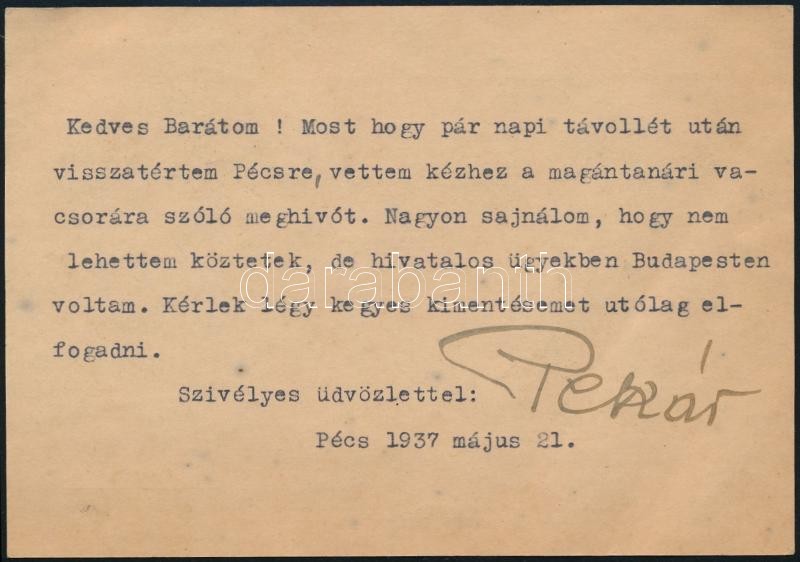 Kedves Barátom ! Most hogy pár napi távollét után
visszatértem Pécsre, vettem kézhez a magántanári va-
csorára szóló meghivót. Nagyon sajnálom, hogy nem
lehettem köztetek, de hivatalos ügyekben Budapesten
voltam. Kérlek légy kegyes kimentésemet utólag el-
fogadni.
Szivélyes üdvözlettel:
Pekár
Pécs 1937 május 21.
darabanth